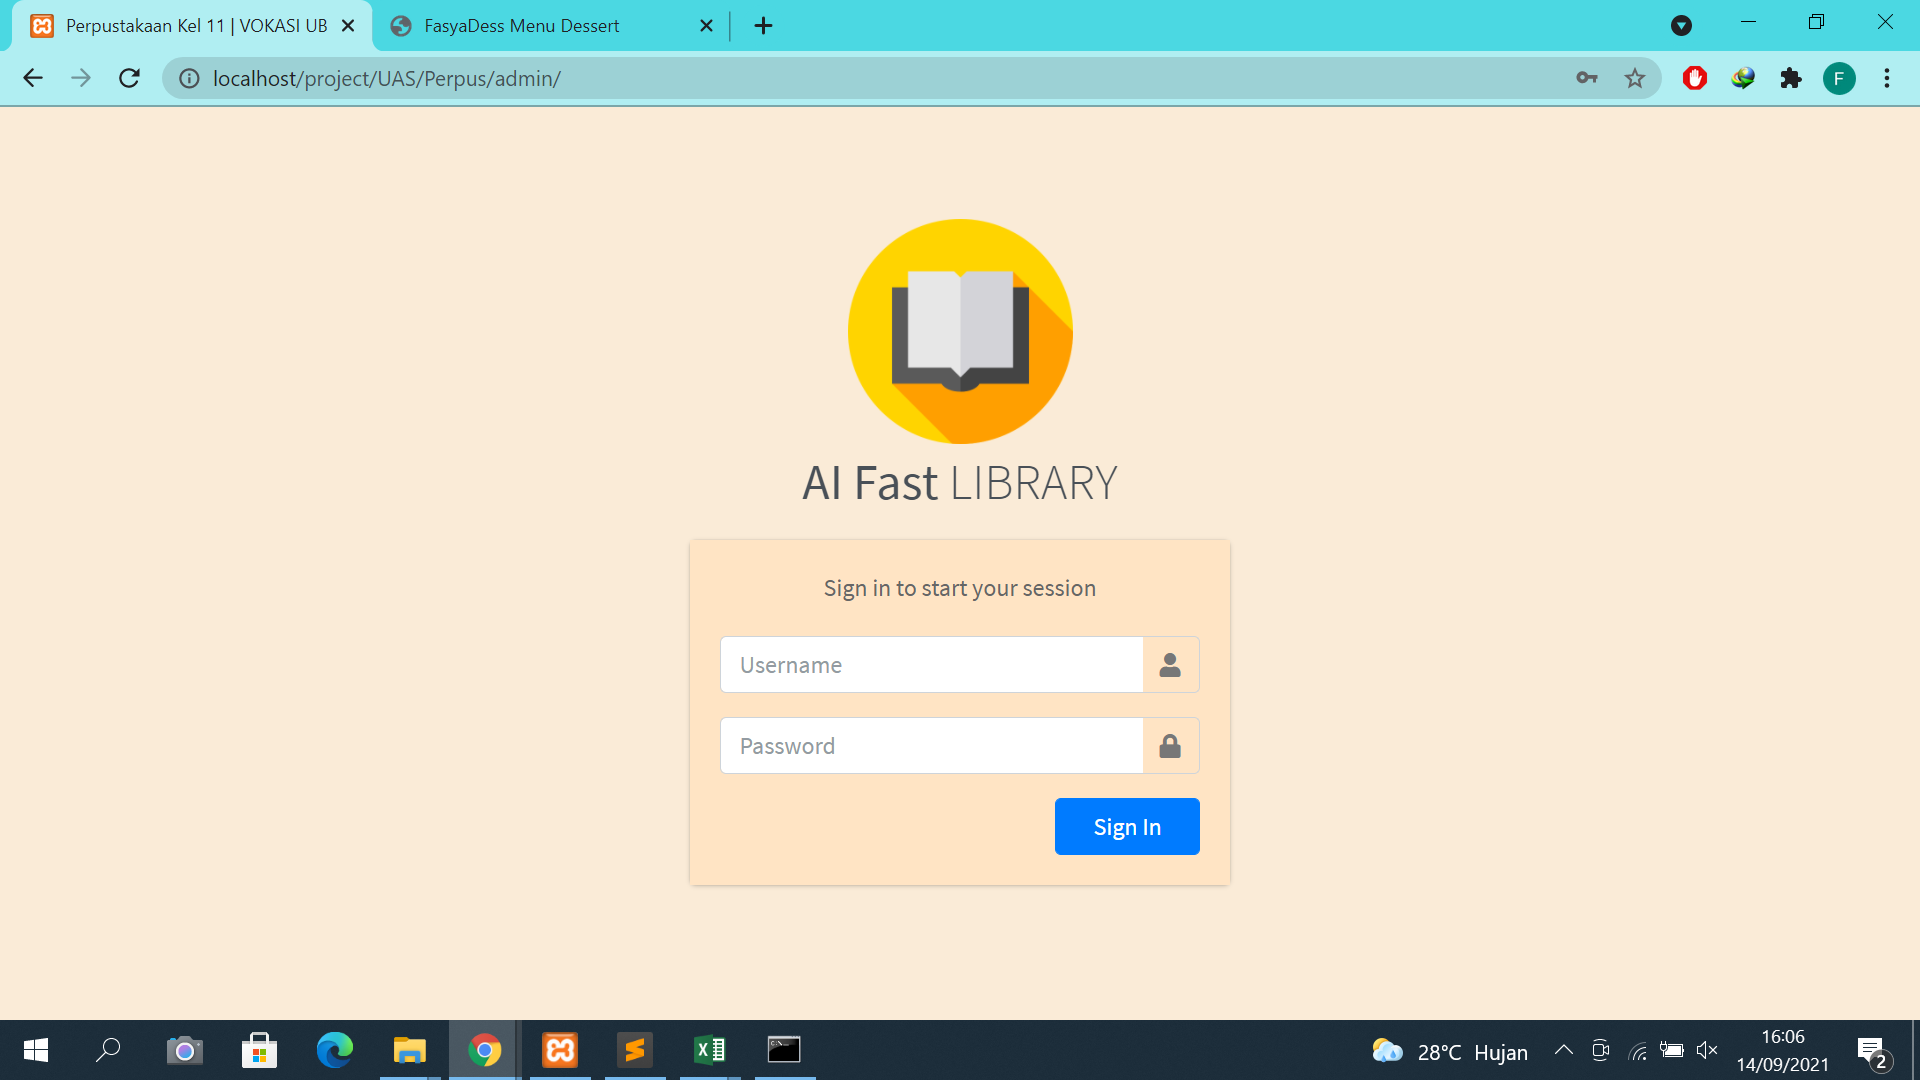 Perpustakaan Kel 11 | VOKASI UB
FasyaDess Menu Dessert
localhost/project/UAS/Perpus/admin/
F
AI Fast LIBRARY
Sign in to start your session
Username
Password
Sign In
28°C Hujan
16:06
14/09/2021
2